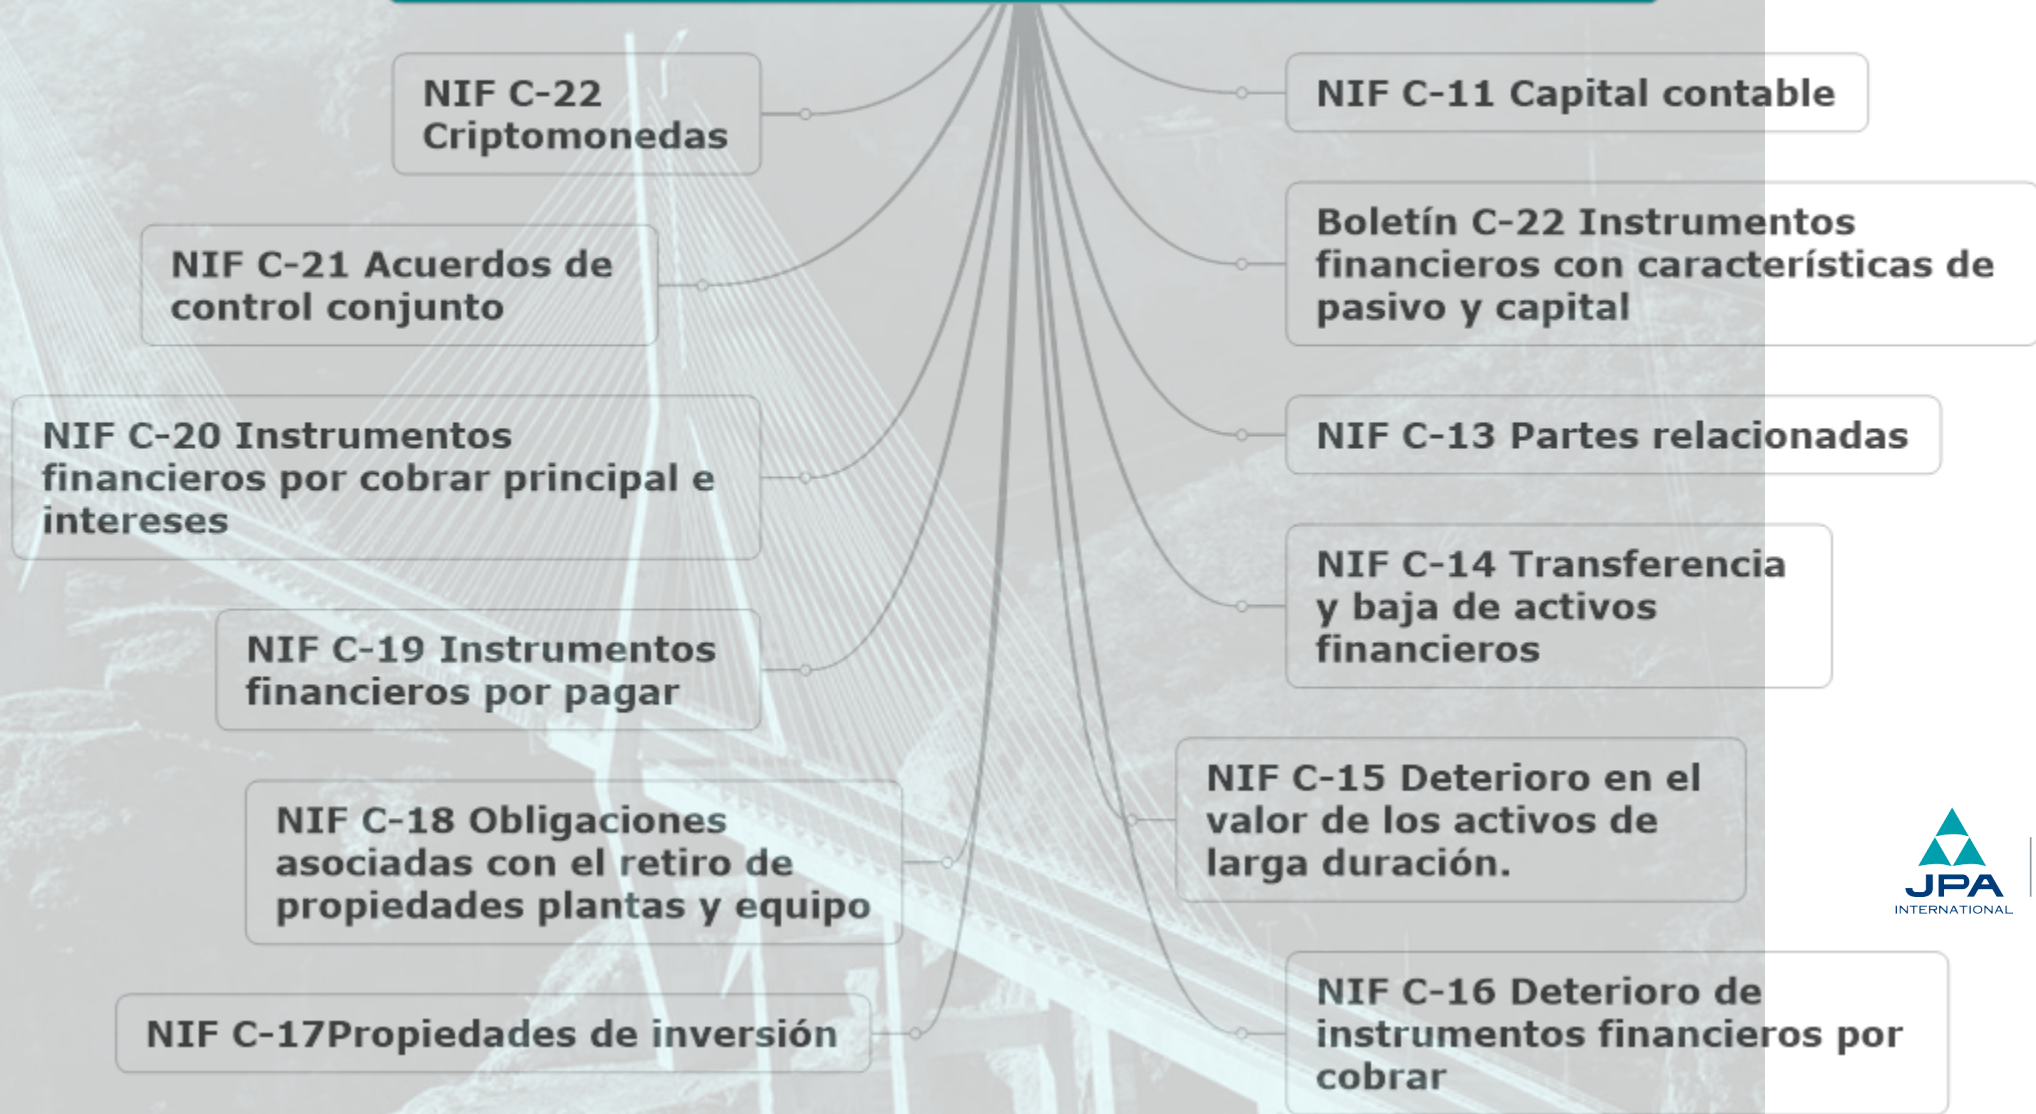 NIF C-22
Criptomonedas
NIF C-21 Acuerdos de
control conjunto
NIF C-20 Instrumentos
financieros por cobrar principal e
intereses
NIF C-19 Instrumentos
financieros por pagar
NIF C-18 Obligaciones
asociadas con el retiro de
propiedades plantas y equipo
NIF C-17Propiedades de inversión
NIF C-11 Capital contable
Boletín C-22 Instrumentos
financieros con características de
pasivo y capital
NIF C-13 Partes relacionadas
NIF C-14 Transferencia
y baja de activos
financieros
NIF C-15 Deterioro en el
valor de los activos de
larga duración.
NIF C-16 Deterioro de
instrumentos financieros por
cobrar
JPA
INTERNATIONAL